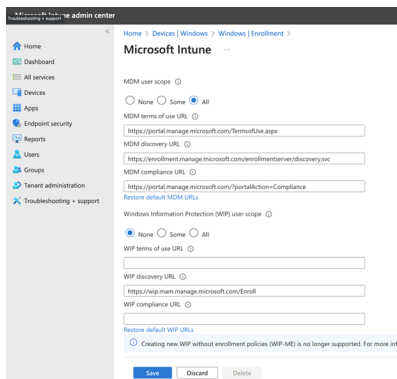 Microsoft Intune admin center
Troubleshooting + support
«
Home
Dashboard
All services
Devices
Apps
Endpoint security
Reports
Users
Groups
Tenant administration
Troubleshooting + support
Home > Devices | Windows > Windows | Enrollment >
Microsoft Intune ...
MDM user scope
None Some All
MDM terms of use URL
https://portal.manage.microsoft.com/TermsofUse.aspx
MDM discovery URL
https://enrollment.manage.microsoft.com/enrollmentserver/discovery.svc
MDM compliance URL
https://portal.manage.microsoft.com/?portalAction=Compliance
Restore default MDM URLs
Windows Information Protection (WIP) user scope
None Some All
WIP terms of use URL
WIP discovery URL
https://wip.mam.manage.microsoft.com/Enroll
WIP compliance URL
Restore default WIP URLs
Creating new WIP without enrollment policies (WIP-WE) is no longer supported. For more inf
Save Discard Delete